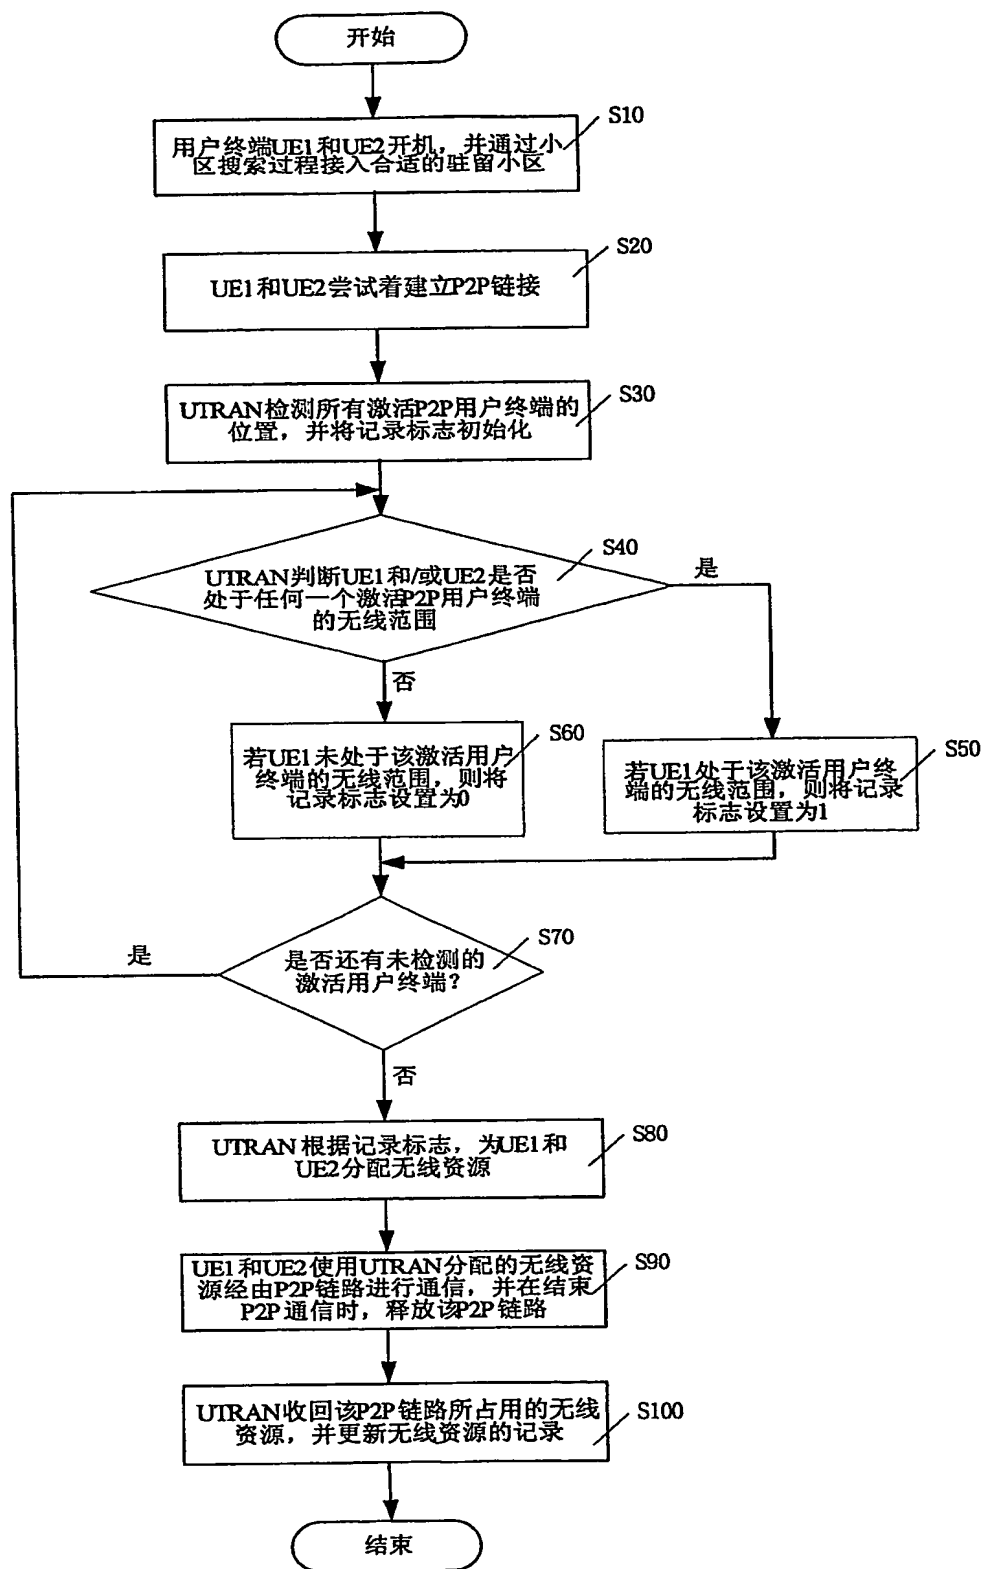 开始
S10
用户终端UE1和UE2开机，并通过小
区搜索过程接入合适的驻留小区
S20
UE1和UE2尝试着建立P2P链接
S30
UTRAN检测所有激活P2P用户终端的
位置，并将记录标志初始化
S40
UTRAN判断UE1和/或UE2是否
处于任何一个激活P2P用户终端
的无线范围
是
否
S60
若UE1未处于该激活用户
终端的无线范围，则将
记录标志设置为0
S50
若UE1处于该激活用户终
端的无线范围，则将记录
标志设置为1
S70
是否还有未检测的
激活用户终端？
是
否
S80
UTRAN根据记录标志，为UE1和
UE2分配无线资源
S90
UE1和UE2使用UTRAN分配的无线资
源经由P2P链路进行通信，并在结束
P2P通信时，释放该P2P链路
S100
UTRAN收回该P2P链路所占用的无线
资源，并更新无线资源的记录
结束